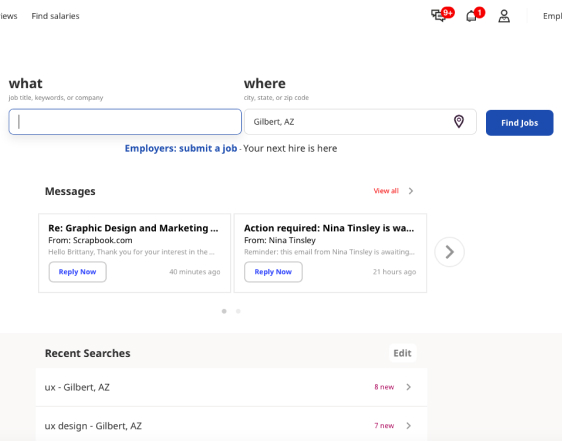 Find salaries
9+
1
what
job title, keywords, or company
where
city, state, or zip code
Gilbert, AZ
Find Jobs
Employers: submit a job - Your next hire is here
Messages
View all
Re: Graphic Design and Marketing ...
From: Scrapbook.com
Hello Brittany, Thank you for your interest in the ...
Reply Now
40 minutes ago
Action required: Nina Tinsley is wa...
From: Nina Tinsley
Reminder: this email from Nina Tinsley is awaiting...
Reply Now
21 hours ago
Recent Searches
Edit
ux - Gilbert, AZ
8 new
ux design - Gilbert, AZ
7 new